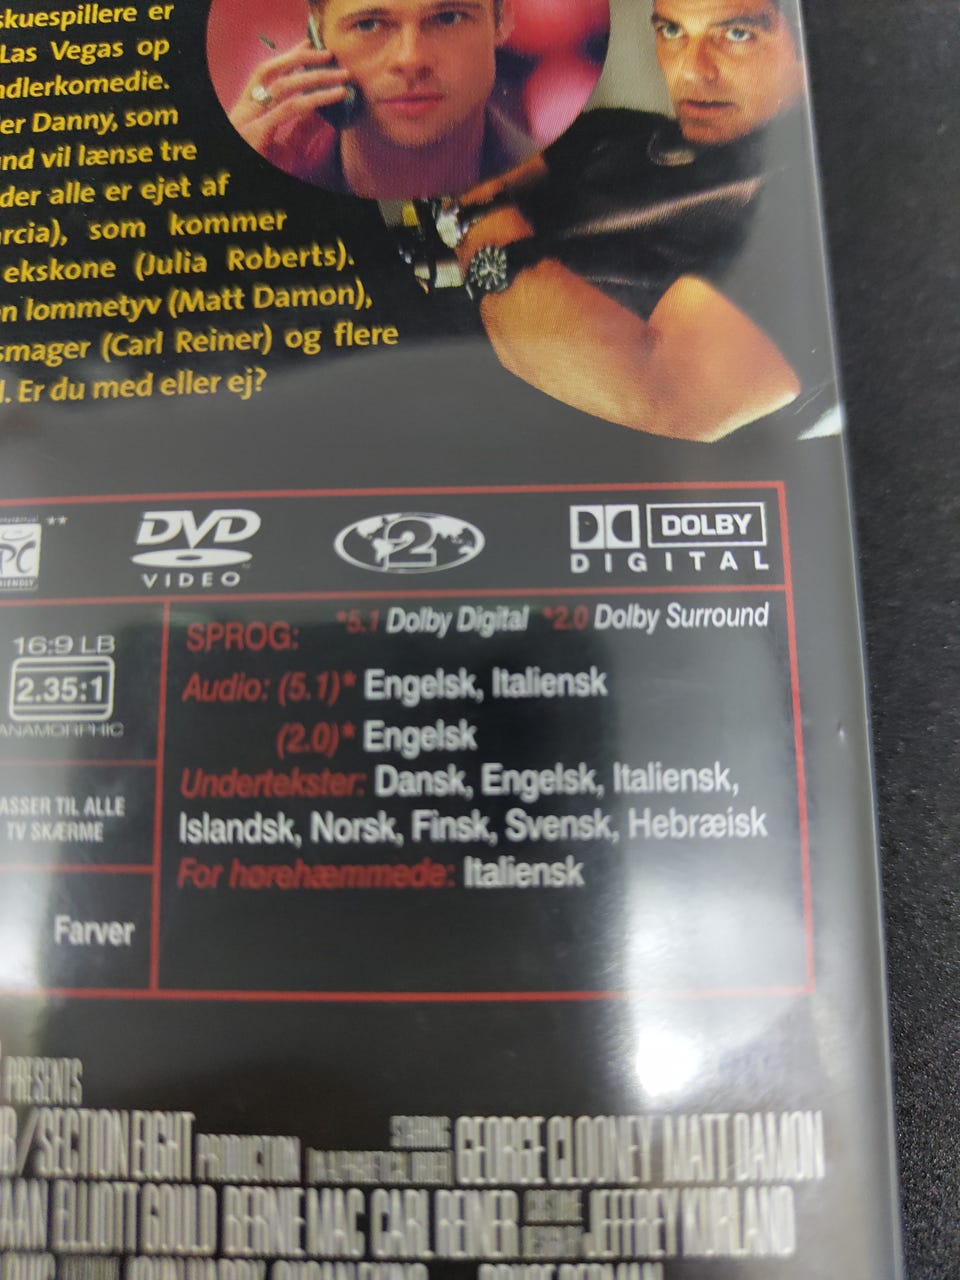 skuespillere er
Las Vegas op
ndlerkomedie.
er Danny, som
nd vil lænse tre
der alle er ejet af
rcia), som kommer
ekskone (Julia Roberts).
n lommetyv (Matt Damon),
smager (Carl Reiner) og flere
. Er du med eller ej?
PC
DVD
VIDEO
2
DOLBY
DIGITAL
16:9 LB
2.35:1
ANAMORPHIC
ASSER TIL ALLE
TV SKÆRME
Farver
SPROG: *5.1 Dolby Digital *2.0 Dolby Surround
Audio: (5.1)* Engelsk, Italiensk
(2.0)* Engelsk
Undertekster: Dansk, Engelsk, Italiensk,
Islandsk, Norsk, Finsk, Svensk, Hebræisk
For hørehæmmede: Italiensk
PRESENTS
/SECTION EIGHT PRODUCTION STARRING GEORGE CLOONEY MATT DAMON
ELLIOTT GOULD BERNIE MAC CARL REINER JEFFREY KURLAND